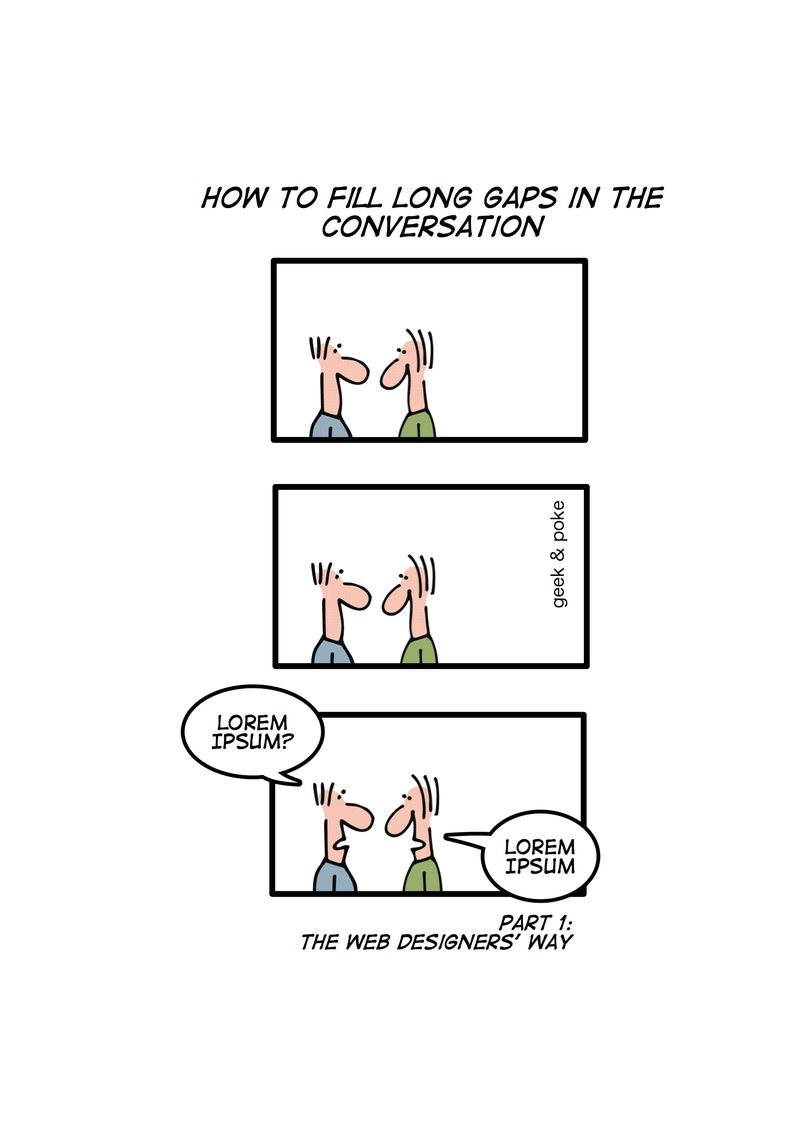 HOW TO FILL LONG GAPS IN THE
CONVERSATION
geek & poke
LOREM
IPSUM?
LOREM
IPSUM
PART 1:
THE WEB DESIGNERS' WAY